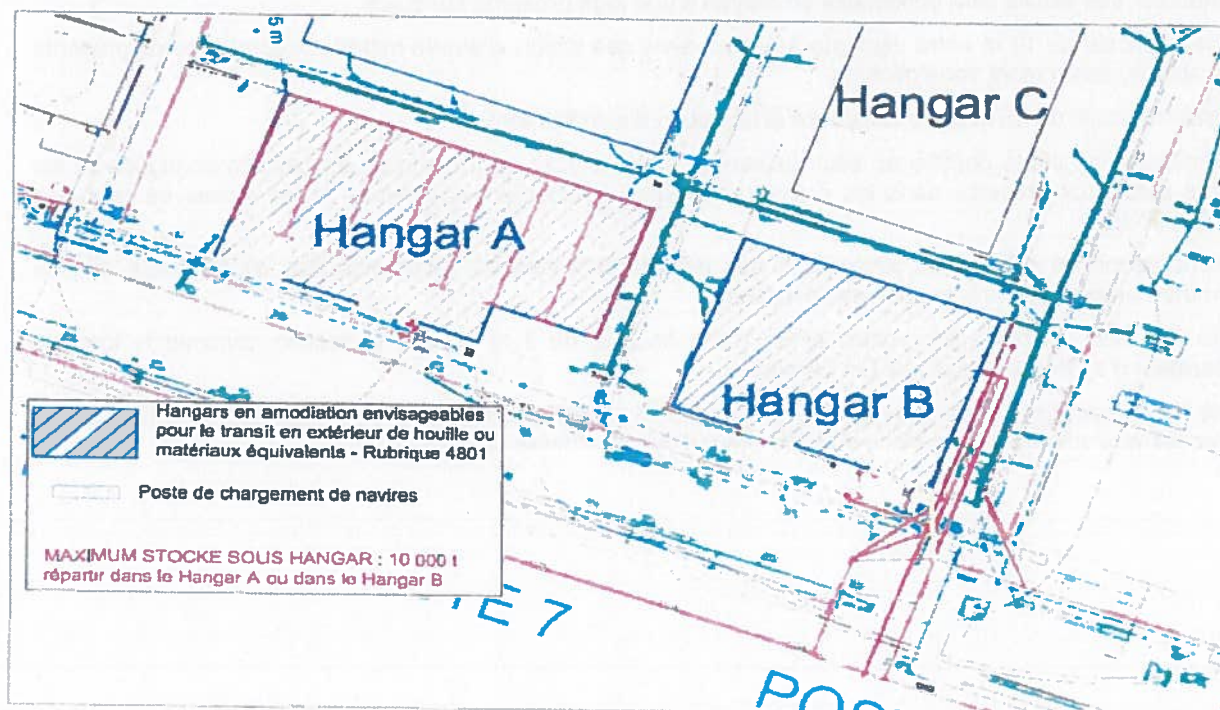 5 m
Hangar C
Hangar A
Hangar B
Hangars en amodiation envisageables
pour le transit en extérieur de houille ou
matériaux équivalents - Rubrique 4801
Poste de chargement de navires
MAXIMUM STOCKE SOUS HANGAR : 10 000 t
répartir dans le Hangar A ou dans le Hangar B
TE 7
POS